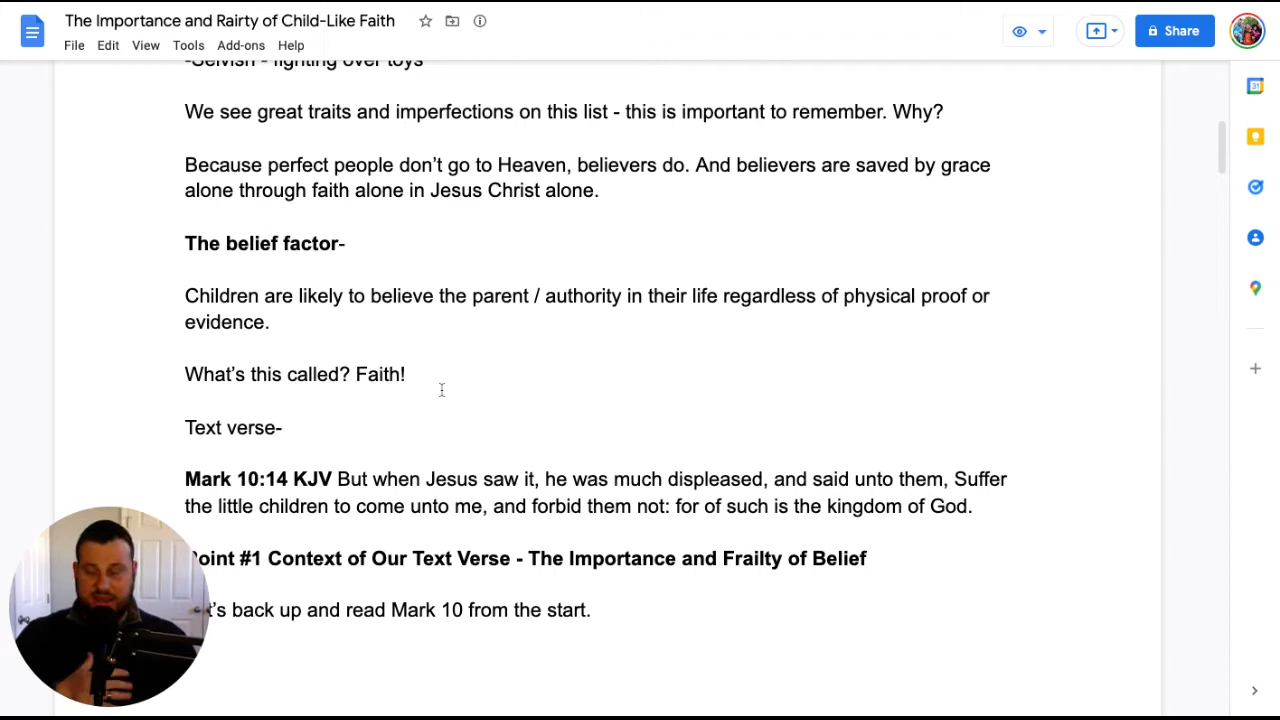 The Importance and Rairty of Child-Like Faith
File Edit View Tools Add-ons Help
Share
31
-Selvish - fighting over toys
We see great traits and imperfections on this list - this is important to remember. Why?
Because perfect people don’t go to Heaven, believers do. And believers are saved by grace
alone through faith alone in Jesus Christ alone.
The belief factor-
Children are likely to believe the parent / authority in their life regardless of physical proof or
evidence.
What’s this called? Faith!
Text verse-
Mark 10:14 KJV But when Jesus saw it, he was much displeased, and said unto them, Suffer
the little children to come unto me, and forbid them not: for of such is the kingdom of God.
oint #1 Context of Our Text Verse - The Importance and Frailty of Belief
t’s back up and read Mark 10 from the start.